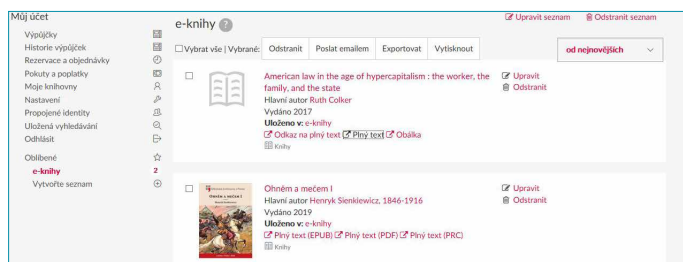 Můj účet
Výpůjčky
Historie výpůjček
Rezervace a objednávky
Pokuty a poplatky
Moje knihovny
Nastavení
Propojené identity
Uložená vyhledávání
Odhlásit
Oblíbené
e-knihy 2
Vytvořte seznam
e-knihy ?
Upravit seznam Odstranit seznam
Vybrat vše | Vybrané: Odstranit Poslat emailem Exportovat Vytisknout
od nejnovějších
American law in the age of hypercapitalism : the worker, the
family, and the state
Hlavní autor Ruth Colker
Vydáno 2017
Uloženo v: e-knihy
Odkaz na plný text Plný text Obálka
Knihy
Upravit
Odstranit
OHNĚM A MEČEM I
Ohněm a mečem I
Hlavní autor Henryk Sienkiewicz, 1846-1916
Vydáno 2019
Uloženo v: e-knihy
Plný text (EPUB) Plný text (PDF) Plný text (PRC)
Knihy
Upravit
Odstranit